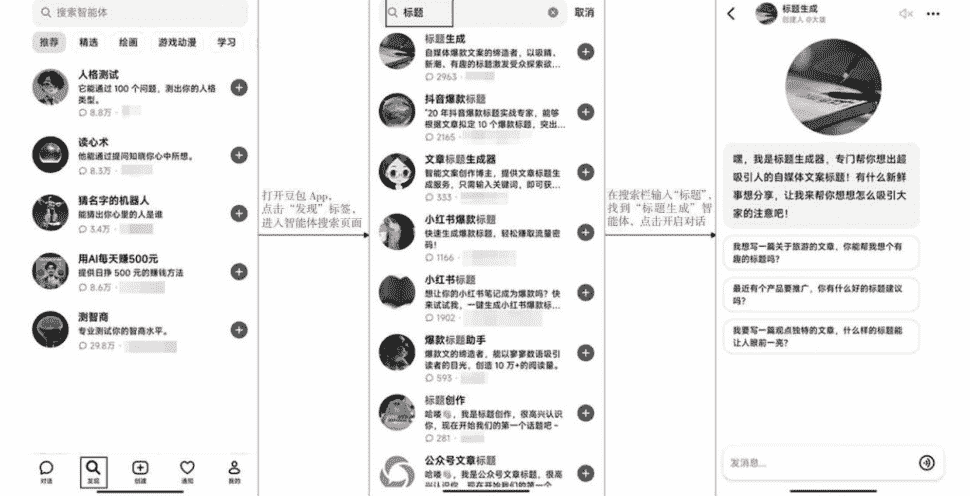 搜索智能体
推荐
精选
绘画
游戏动漫
学习
人格测试
它能通过 100 个问题，测出你的人格
类型。
8.8万
读心术
他能通过提问知晓你心中所想。
8.3万
猜名字的机器人
能猜出你心里的人是谁
3.4万
用AI每天赚500元
提供日挣 500 元的赚钱方法
8.6万
测智商
专业测试你的智商水平。
29.8万
对话
发现
创建
通知
我的
打开豆包 App，
点击“发现”标签，
进入智能体搜索页面
标题
取消
标题生成
自媒体爆款文案的缔造者，以吸睛、
新潮、有趣的标题激发受众探索欲...
2963
抖音爆款标题
“20 年抖音爆款标题实战专家，能够
根据文章拟定 10 个爆款标题，突出...
2165
文章标题生成器
智能文案创作博主，提供文章标题生
成服务，只需输入关键词，即可获...
333
小红书爆款标题
快速生成爆款标题，轻松赚取流量密
码！
1166
小红书标题
想让你的小红书笔记成为爆款吗？快
来试试我，一键生成小红书爆款标...
1902
爆款标题助手
爆款文的缔造者，能以寥寥数语吸引
读者的目光，创造 10 万+的阅读量。
593
标题创作
哈喽👋，我是标题创作，很高兴认识
你，现在开始我们的第一个话题吧～
281
公众号文章标题
哈喽👋，我是公众号文章标题，很高
兴认识你，现在开始我们的第一个
在搜索栏输入“标题”，
找到“标题生成”智
能体，点击开启对话
标题生成
创建人 @大雄
嘿，我是标题生成器，专门帮你想出超
吸引人的自媒体文案标题！有什么新鲜
事想分享，让我来帮你想想怎么吸引大
家的注意吧！
我想写一篇关于旅游的文章，你能帮我想个有
趣的标题吗？
最近有个产品要推广，你有什么好的标题建议
吗？
我要写一篇观点独特的文章，什么样的标题能
让人眼前一亮？
发消息...